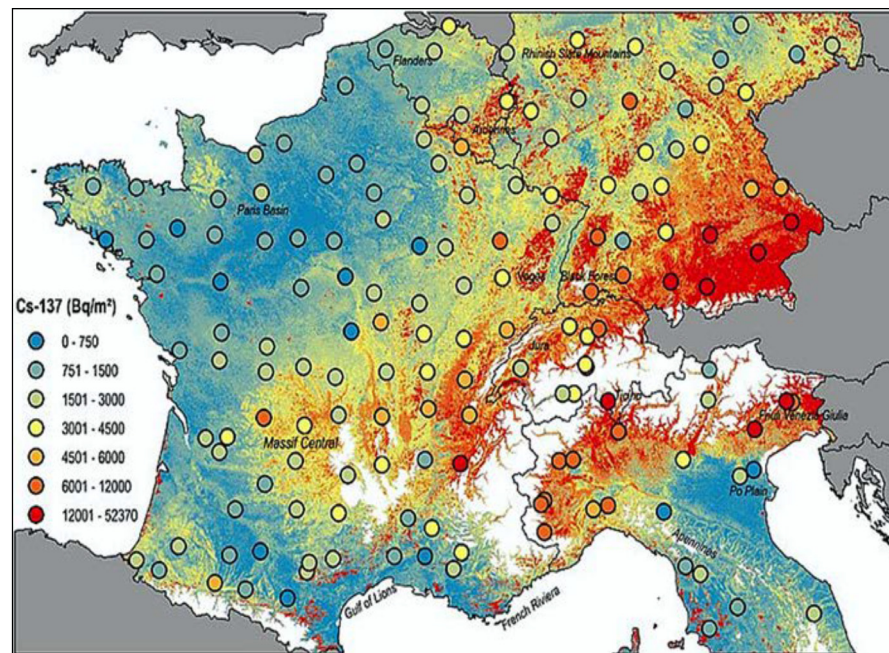 Flanders
Rhinish Slate Mountains
Ardennes
Paris Basin
Vogès
Black Forest
Cs-137 (Bq/m²)
0 - 750
751 - 1500
1501 - 3000
3001 - 4500
4501 - 6000
6001 - 12000
12001 - 52370
Jura
Friuli Venezia-Giulia
Massif Central
Po Plain
Apennines
Gulf of Lions
French Riviera